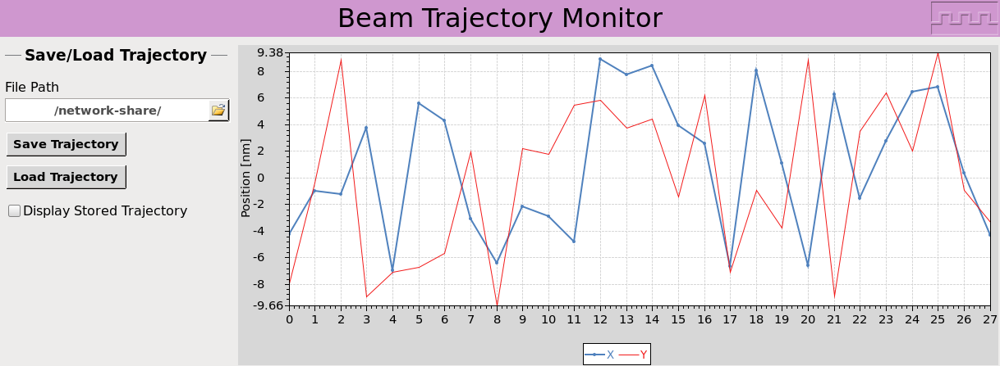 Beam Trajectory Monitor
Save/Load Trajectory
File Path
/network-share/
Save Trajectory
Load Trajectory
Display Stored Trajectory
Position [nm]
9.38
8
6
4
2
0
-2
-4
-6
-8
-9.66
0 1 2 3 4 5 6 7 8 9 10 11 12 13 14 15 16 17 18 19 20 21 22 23 24 25 26 27
X Y